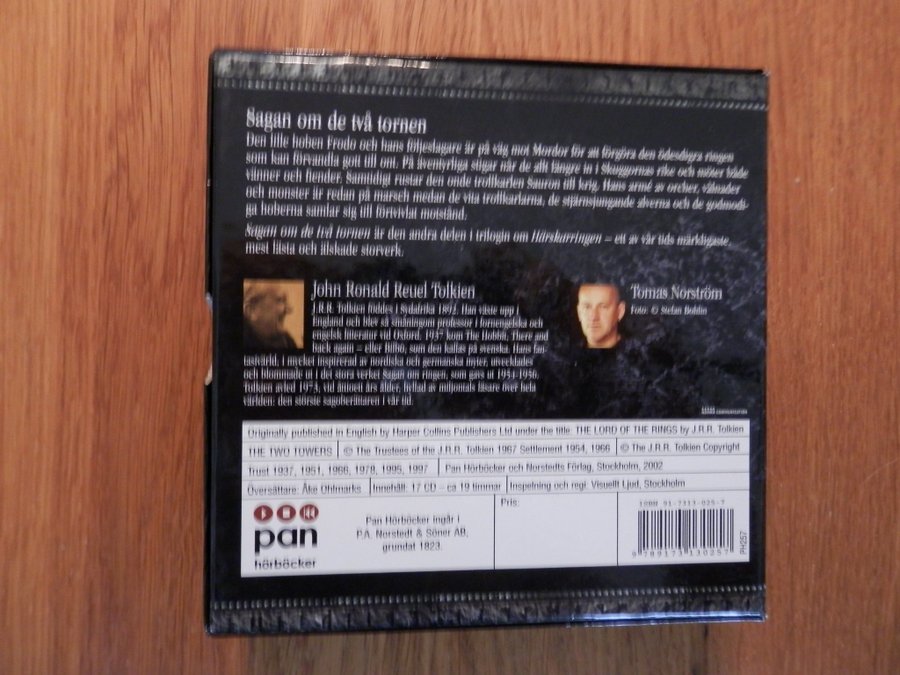 Sagan om de två tornen
Den lille hoben Frodo och hans följeslagare är på väg mot Mordor för att förgöra den ödesdigra ringen
som kan förvandla gott till ont. På äventyrliga stigar når de allt längre in i Skuggornas rike och möter både
vänner och fiender. Samtidigt rustar den onde trollkarlen Sauron till krig. Hans armé av orcher, vålnader
och monster är redan på marsch medan de vita trollkarlarna, de stjärnsjungande alverna och de godmodi-
ga hoberna samlar sig till förtvivlat motstånd.
Sagan om de två tornen är den andra delen i trilogin om Härskarringen – ett av vår tids märkligaste,
mest lästa och älskade storverk.
John Ronald Reuel Tolkien
J.R.R. Tolkien föddes i Sydafrika 1892. Han växte upp i
England och blev så småningom professor i fornengelska och
engelsk litteratur vid Oxford. 1937 kom The Hobbit, There and
back again – eller Bilbo, som den kallas på svenska. Hans fan-
tasivärld, i mycket inspirerad av nordiska och germanska myter, utvecklades
och blommade ut i det stora verket Sagan om ringen, som gavs ut 1954-1956.
Tolkien avled 1973, vid åttioett års ålder, hyllad av miljontals läsare över hela
världen: den störste sagoberättaren i vår tid.
Tomas Norström
Foto: © Stefan Bohlin
Originally published in English by Harper Collins Publishers Ltd under the title: THE LORD OF THE RINGS by J.R.R. Tolkien
THE TWO TOWERS © The Trustees of the J.R.R. Tolkien 1967 Settlement 1954, 1966 © The J.R.R. Tolkien Copyright
Trust 1937, 1951, 1966, 1978, 1995, 1997 Pan Hörböcker och Norstedts Förlag, Stockholm, 2002
Översättare: Åke Ohlmarks Innehåll: 17 CD – ca 19 timmar Inspelning och regi: Visuellt Ljud, Stockholm
pan
hörböcker
Pan Hörböcker ingår i
P.A. Norstedt & Söner AB,
grundat 1823.
Pris:
ISBN 91-7313-025-7
9 789173 130257
PH257